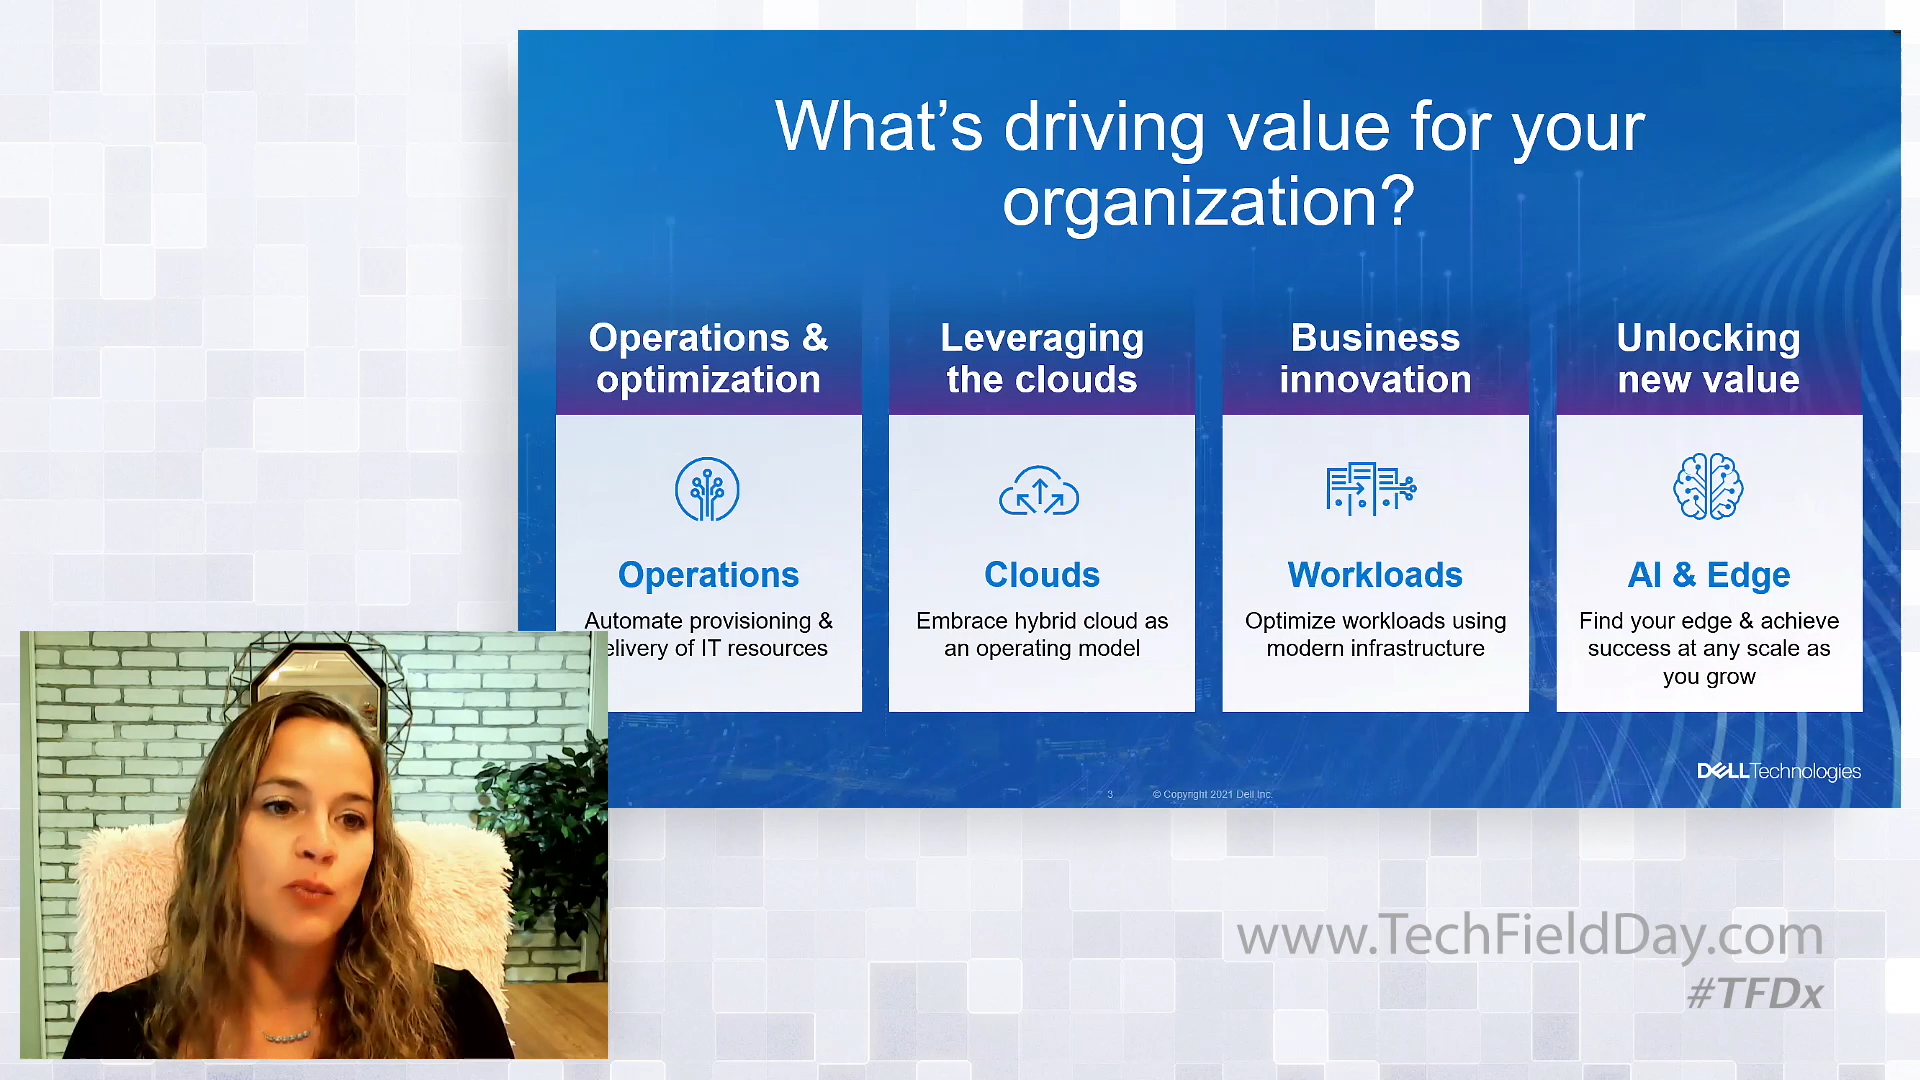 What's driving value for your
organization?
Operations &
optimization
Operations
Automate provisioning &
elivery of IT resources
Leveraging
the clouds
Clouds
Embrace hybrid cloud as
an operating model
Business
innovation
Workloads
Optimize workloads using
modern infrastructure
Unlocking
new value
AI & Edge
Find your edge & achieve
success at any scale as
you grow
DELL Technologies
3 © Copyright 2021 Dell Inc.
www.TechFieldDay.com
#TFDx